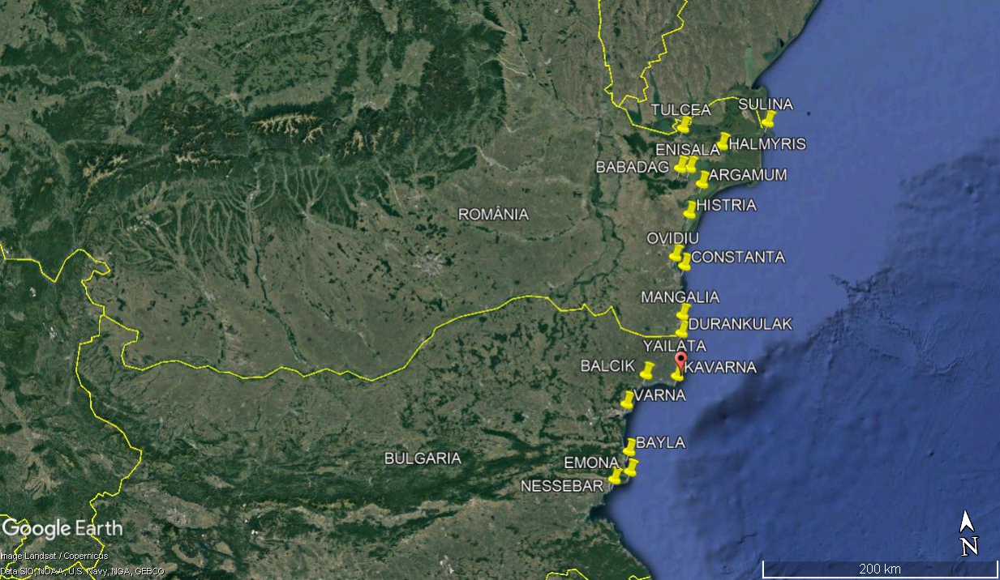 TULCEA
SULINA
HALMYRIS
ENISALA
BABADAG
ARGAMUM
HISTRIA
ROMÂNIA
OVIDIU
CONSTANTA
MANGALIA
DURANKULAK
YAILATA
BALCIK
KAVARNA
VARNA
BAYLA
BULGARIA
EMONA
NESSEBAR
Google Earth
N
Image Landsat / Copernicus
Data SIO, NOAA, U.S. Navy, NGA, GEBCO
200 km